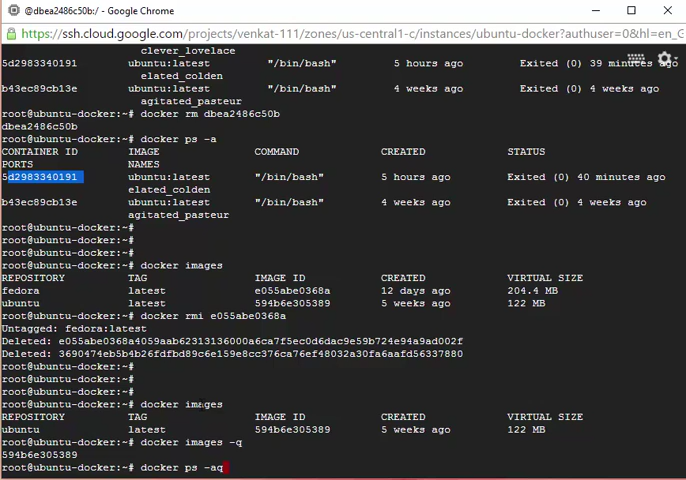 @dbea2486c50b:/ - Google Chrome
https://ssh.cloud.google.com/projects/venkat-111/zones/us-central1-c/instances/ubuntu-docker?authuser=0&hl=en_G
clever_lovelace
5d2983340191 ubuntu:latest "/bin/bash" 5 hours ago Exited (0) 39 minutes ago
elated_colden
b43ec89cb13e ubuntu:latest "/bin/bash" 4 weeks ago Exited (0) 4 weeks ago
agitated_pasteur
root@ubuntu-docker:~# docker rm dbea2486c50b
dbea2486c50b
root@ubuntu-docker:~# docker ps -a
CONTAINER ID IMAGE COMMAND CREATED STATUS
PORTS NAMES
5d2983340191 ubuntu:latest "/bin/bash" 5 hours ago Exited (0) 40 minutes ago
elated_colden
b43ec89cb13e ubuntu:latest "/bin/bash" 4 weeks ago Exited (0) 4 weeks ago
agitated_pasteur
root@ubuntu-docker:~#
root@ubuntu-docker:~#
root@ubuntu-docker:~#
root@ubuntu-docker:~# docker images
REPOSITORY TAG IMAGE ID CREATED VIRTUAL SIZE
fedora latest e055abe0368a 12 days ago 204.4 MB
ubuntu latest 594b6e305389 5 weeks ago 122 MB
root@ubuntu-docker:~# docker rmi e055abe0368a
Untagged: fedora:latest
Deleted: e055abe0368a4059aab62313136000a6ca7f5ec0d6dac9e59b724e94a9ad002f
Deleted: 3690474eb5b4b26fdfbd89c6e159e8cc376ca76ef48032a30fa6aafd56337880
root@ubuntu-docker:~#
root@ubuntu-docker:~#
root@ubuntu-docker:~#
root@ubuntu-docker:~# docker images
REPOSITORY TAG IMAGE ID CREATED VIRTUAL SIZE
ubuntu latest 594b6e305389 5 weeks ago 122 MB
root@ubuntu-docker:~# docker images -q
594b6e305389
root@ubuntu-docker:~# docker ps -aq